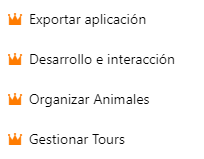 Exportar aplicación
Desarrollo e interacción
Organizar Animales
Gestionar Tours